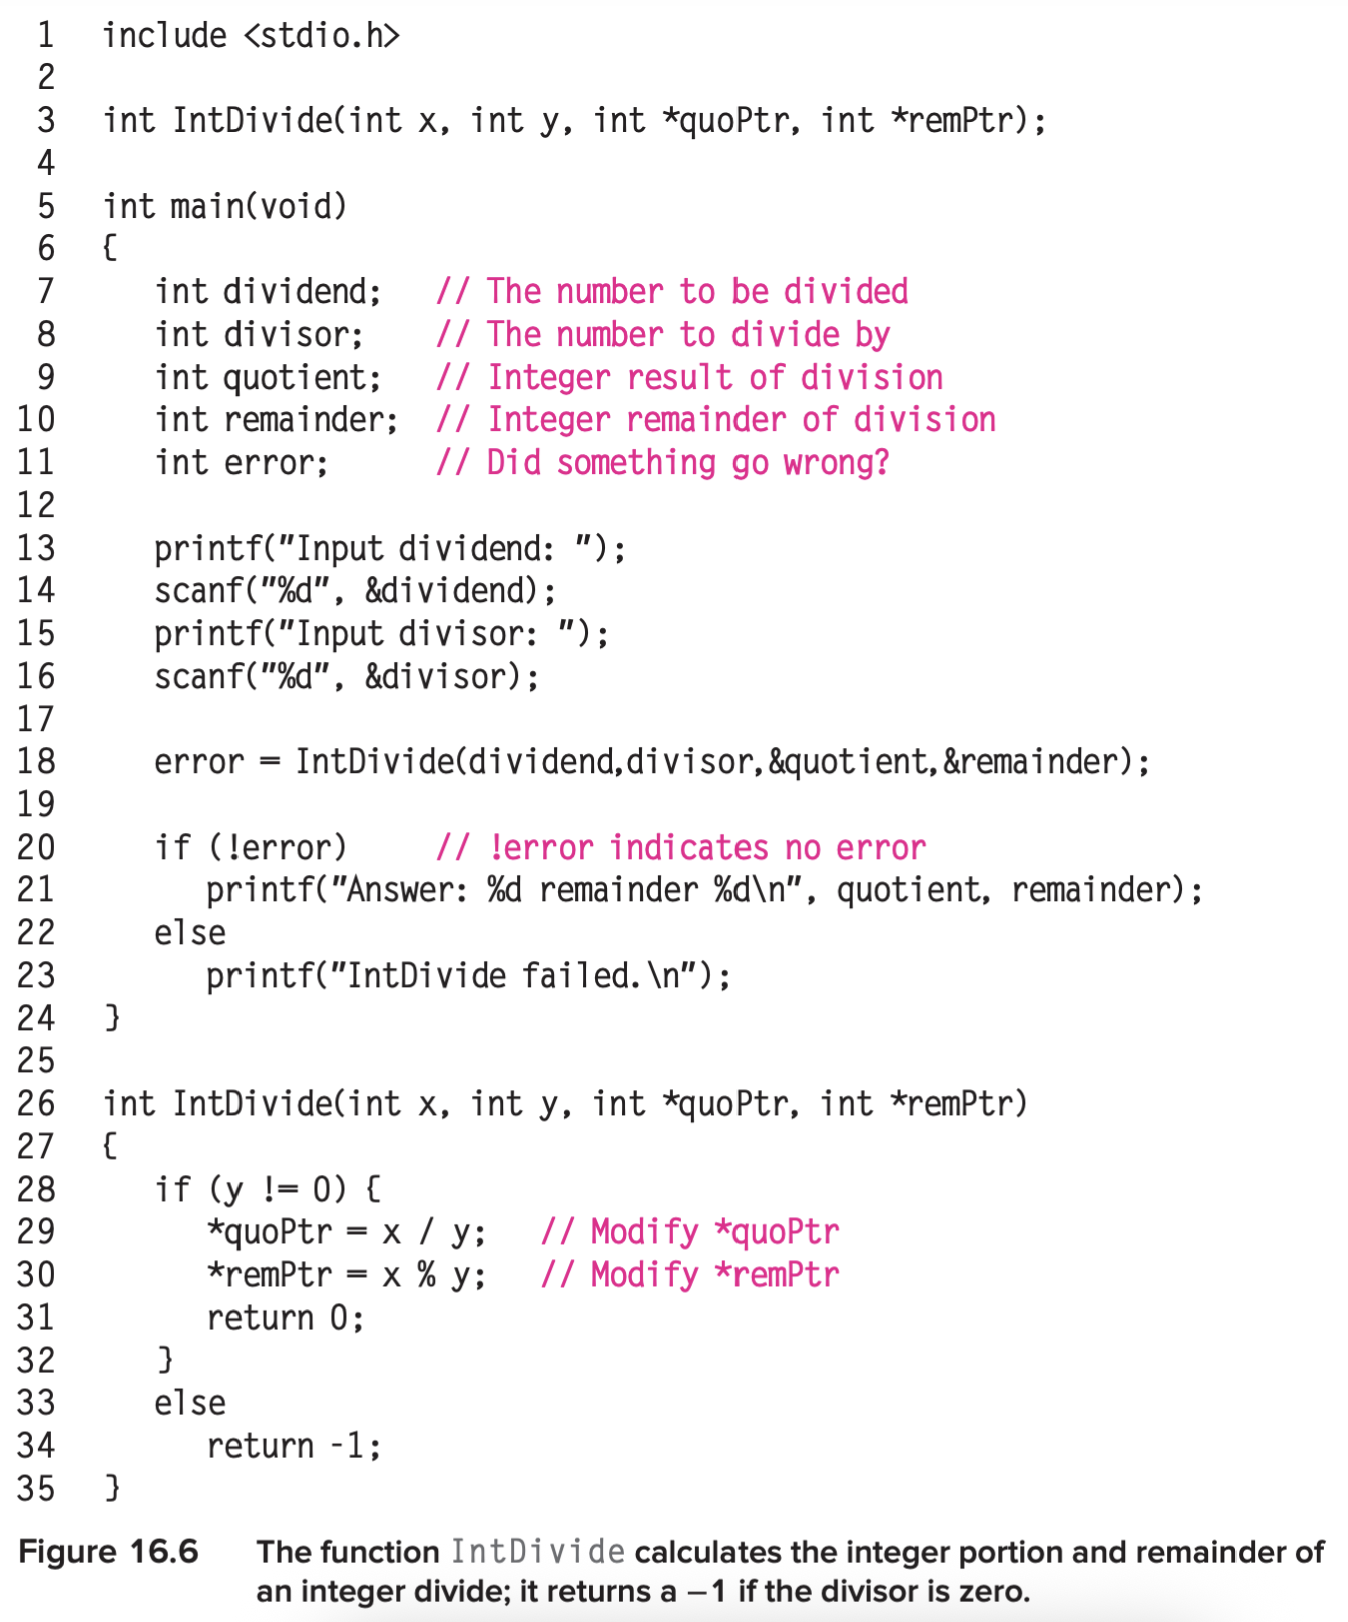 1 include <stdio.h>
2
3 int IntDivide(int x, int y, int *quoPtr, int *remPtr);
4
5 int main(void)
6 {
7    int dividend;   // The number to be divided
8    int divisor;    // The number to divide by
9    int quotient;   // Integer result of division
10    int remainder;  // Integer remainder of division
11    int error;      // Did something go wrong?
12
13    printf("Input dividend: ");
14    scanf("%d", &dividend);
15    printf("Input divisor: ");
16    scanf("%d", &divisor);
17
18    error = IntDivide(dividend,divisor,&quotient,&remainder);
19
20    if (!error)     // !error indicates no error
21       printf("Answer: %d remainder %d\n", quotient, remainder);
22    else
23       printf("IntDivide failed.\n");
24 }
25
26 int IntDivide(int x, int y, int *quoPtr, int *remPtr)
27 {
28    if (y != 0) {
29       *quoPtr = x / y;   // Modify *quoPtr
30       *remPtr = x % y;   // Modify *remPtr
31       return 0;
32    }
33    else
34       return -1;
35 }
Figure 16.6 The function IntDivide calculates the integer portion and remainder of
an integer divide; it returns a −1 if the divisor is zero.